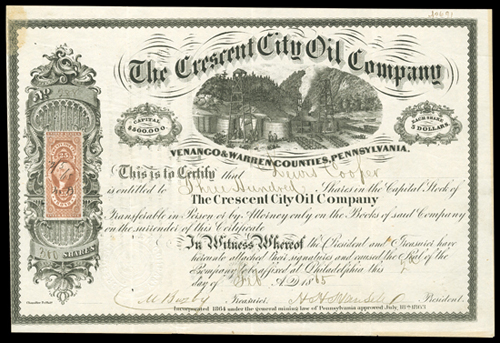 The Crescent City Oil Company
CAPITAL
$500.000.
EACH SHARE
5 DOLLARS
VENANGO & WARREN COUNTIES, PENNSYLVANIA.
This is to Certify that Lewis Cooper
is entitled to Three Hundred Shares in the Capital Stock of
The Crescent City Oil Company
Transferable in Person or by Attorney only on the Books of said Company
on the surrender of this Certificate
In Witness Whereof the President and Treasurer have
hereunto attached their signatures and caused the Seal of the
Company to be affixed at Philadelphia this
day of A.D. 1865
Treasurer, President.
Incorporated 1864 under the general mining law of Pennsylvania approved July 18th 1863
No
SHARES